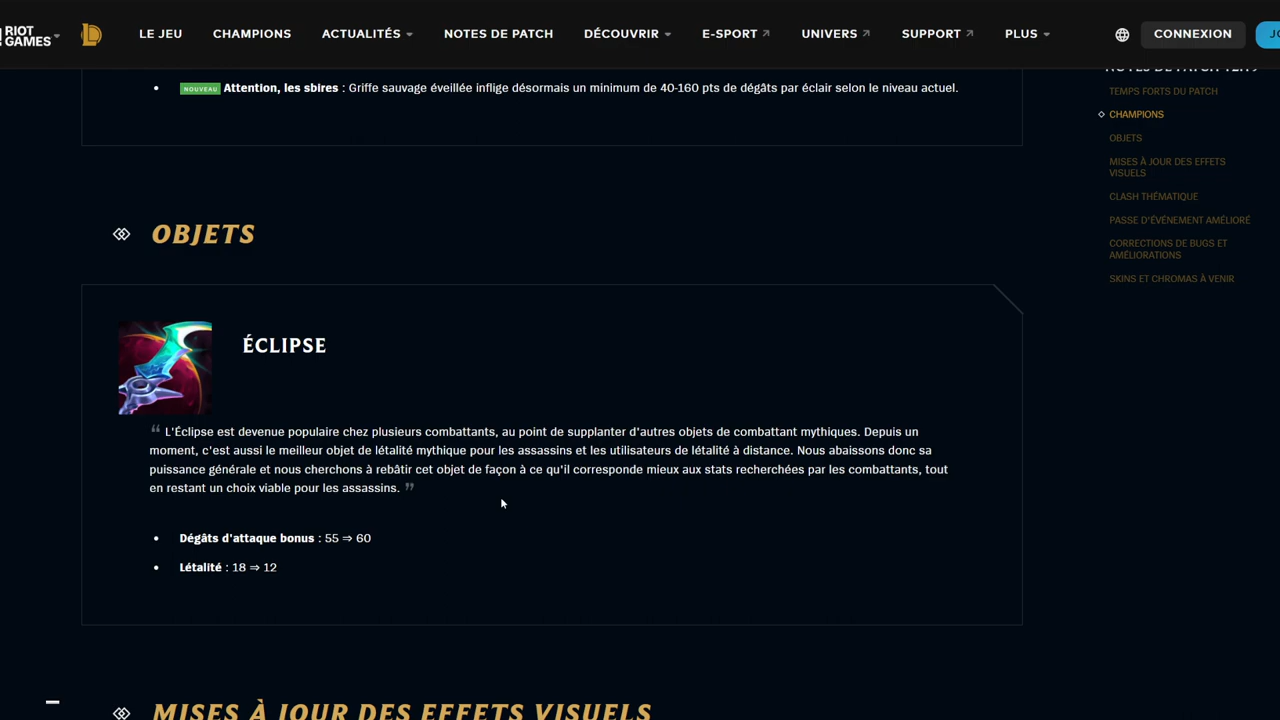 RIOT
GAMES
LE JEU
CHAMPIONS
ACTUALITÉS
NOTES DE PATCH
DÉCOUVRIR
E-SPORT
UNIVERS
SUPPORT
PLUS
CONNEXION
NOUVEAU Attention, les sbires : Griffe sauvage éveillée inflige désormais un minimum de 40-160 pts de dégâts par éclair selon le niveau actuel.
OBJETS
ÉCLIPSE
“ L'Éclipse est devenue populaire chez plusieurs combattants, au point de supplanter d'autres objets de combattant mythiques. Depuis un
moment, c'est aussi le meilleur objet de létalité mythique pour les assassins et les utilisateurs de létalité à distance. Nous abaissons donc sa
puissance générale et nous cherchons à rebâtir cet objet de façon à ce qu'il corresponde mieux aux stats recherchées par les combattants, tout
en restant un choix viable pour les assassins. ”
• Dégâts d'attaque bonus : 55 ⇒ 60
• Létalité : 18 ⇒ 12
MISES À JOUR DES EFFETS VISUELS
TEMPS FORTS DU PATCH
CHAMPIONS
OBJETS
MISES À JOUR DES EFFETS
VISUELS
CLASH THÉMATIQUE
PASSE D'ÉVÉNEMENT AMÉLIORÉ
CORRECTIONS DE BUGS ET
AMÉLIORATIONS
SKINS ET CHROMAS À VENIR